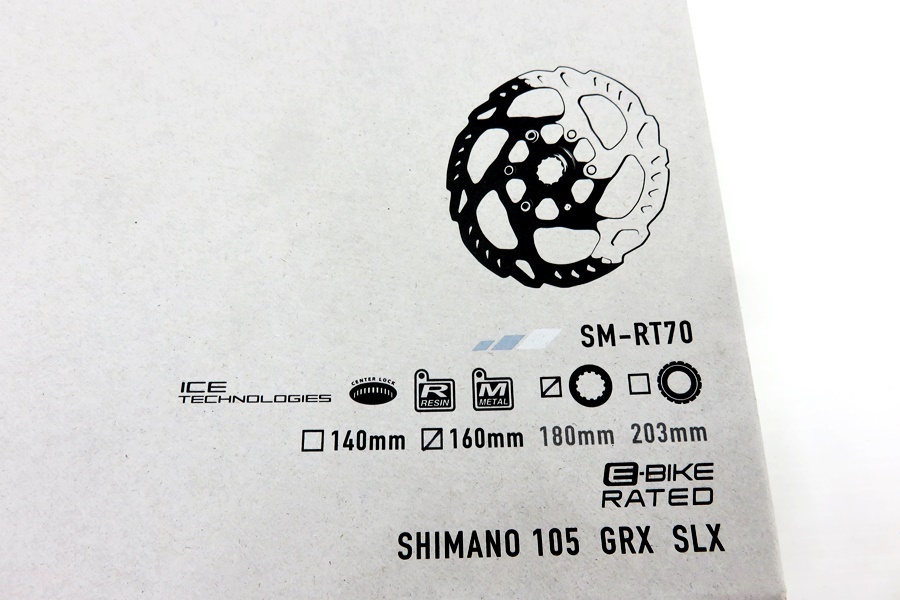 SM-RT70
ICE TECHNOLOGIES CENTER LOCK R RESIN M METAL
140mm 160mm 180mm 203mm
E-BIKE
RATED
SHIMANO 105 GRX SLX